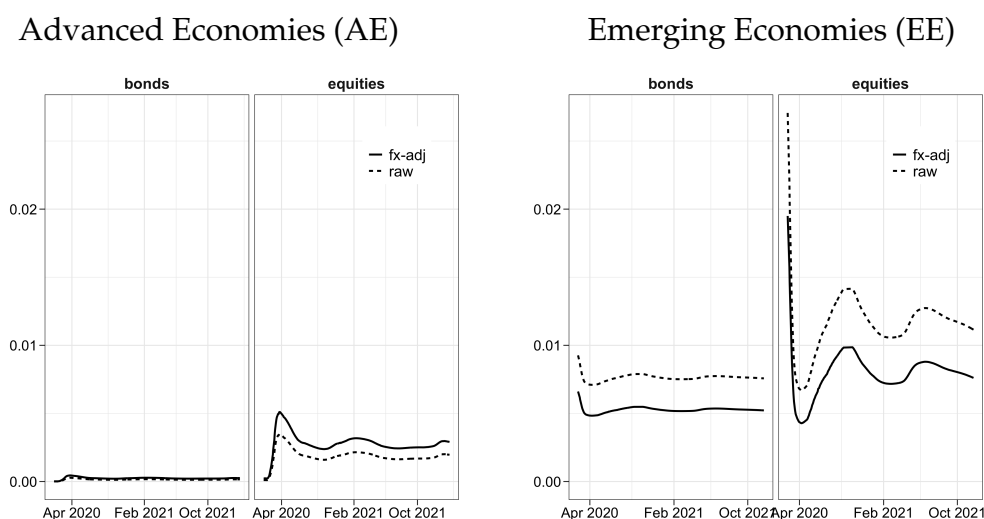 Advanced Economies (AE)
Emerging Economies (EE)
bonds
equities
bonds
equities
fx-adj
raw
fx-adj
raw
0.02
0.01
0.00
0.02
0.01
0.00
Apr 2020 Feb 2021 Oct 2021
Apr 2020 Feb 2021 Oct 2021
Apr 2020 Feb 2021 Oct 2021
Apr 2020 Feb 2021 Oct 2021